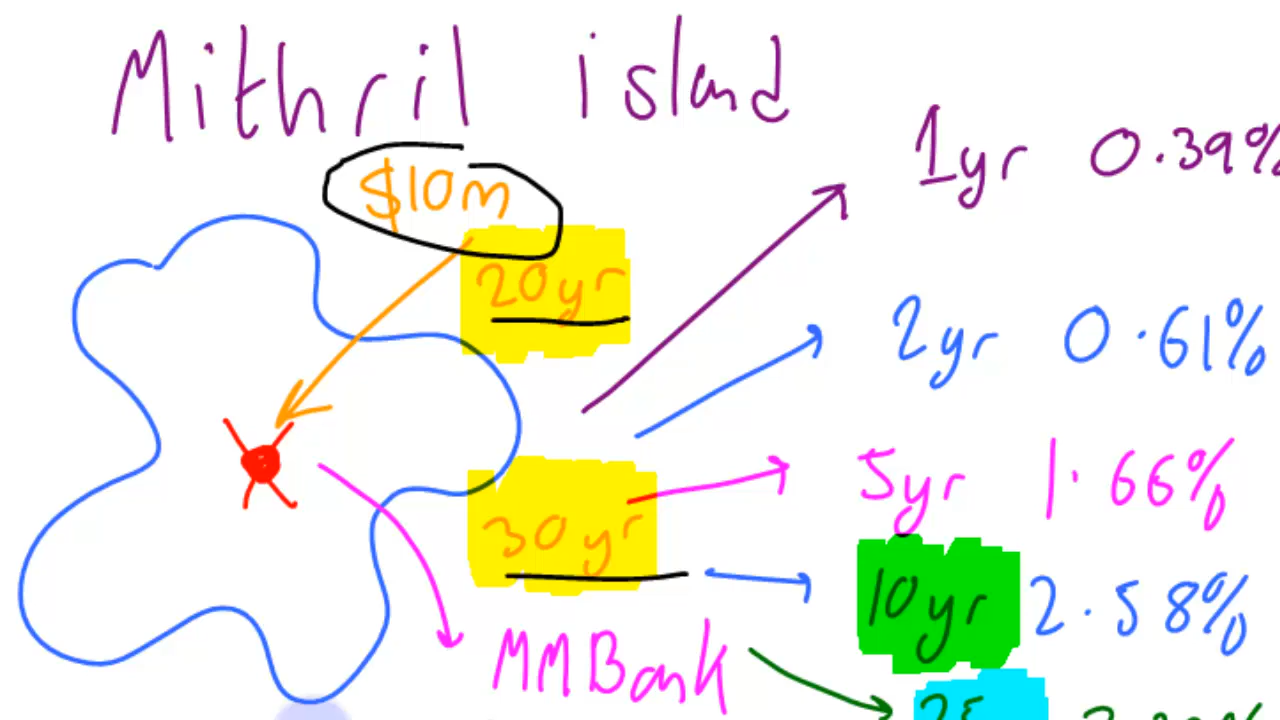 Mithril island
$10m
20yr
30yr
MMBank
1yr 0.39%
2yr 0.61%
5yr 1.66%
10yr 2.58%